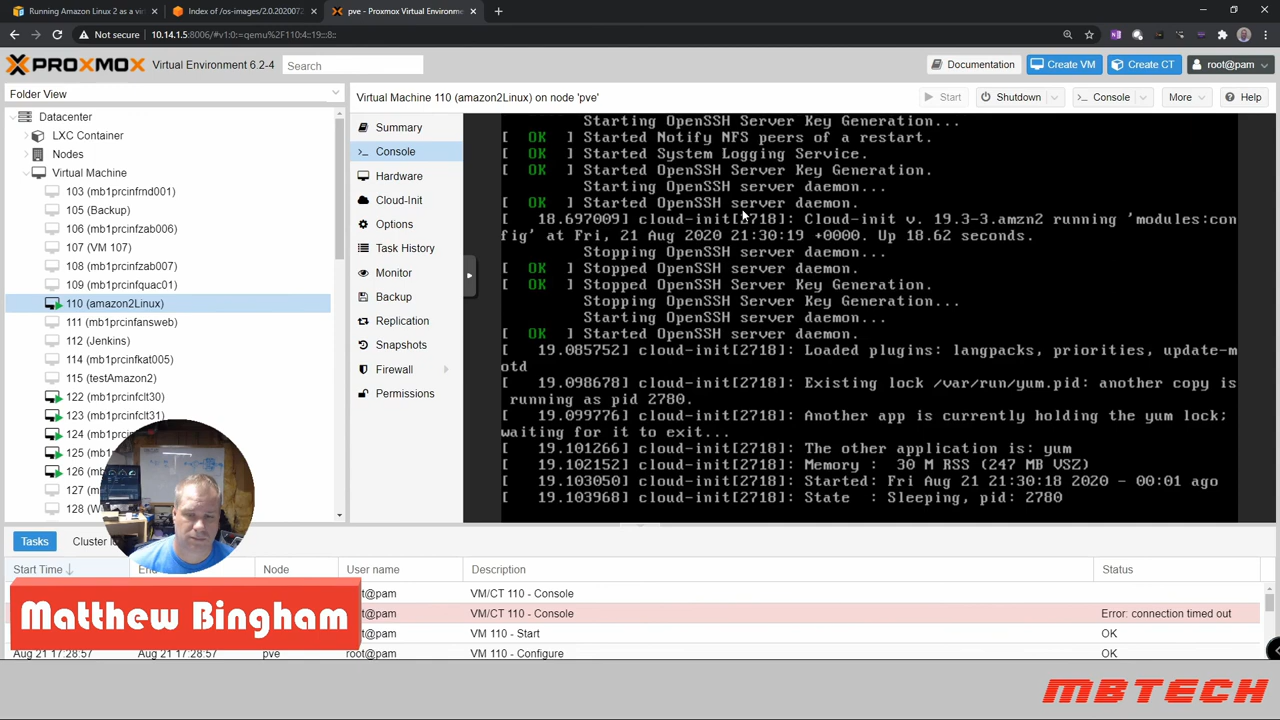 Running Amazon Linux 2 as a vi
Index of /os-images/2.0.2020072
pve - Proxmox Virtual Environme
Not secure
10.14.1.5:8006/#v1:0:=qemu%2F110:4::19:::8::
PROXMOX
Virtual Environment 6.2-4
Search
Documentation
Create VM
Create CT
root@pam
Folder View
Virtual Machine 110 (amazon2Linux) on node 'pve'
Start
Shutdown
Console
More
Help
Datacenter
LXC Container
Nodes
Virtual Machine
103 (mb1prcinfrnd001)
105 (Backup)
106 (mb1prcinfzab006)
107 (VM 107)
108 (mb1prcinfzab007)
109 (mb1prcinfquac01)
110 (amazon2Linux)
111 (mb1prcinfansweb)
112 (Jenkins)
114 (mb1prcinfkat005)
115 (testAmazon2)
122 (mb1prcinfclt30)
123 (mb1prcinfclt31)
124 (mb1prcinf
125 (
126 (
127
128 (W
Summary
Console
Hardware
Cloud-Init
Options
Task History
Monitor
Backup
Replication
Snapshots
Firewall
Permissions
Starting OpenSSH Server Key Generation...
[ OK ] Started Notify NFS peers of a restart.
[ OK ] Started System Logging Service.
[ OK ] Started OpenSSH Server Key Generation.
Starting OpenSSH server daemon...
[ OK ] Started OpenSSH server daemon.
[ 18.697009] cloud-init[2718]: Cloud-init v. 19.3-3.amzn2 running 'modules:con
fig' at Fri, 21 Aug 2020 21:30:19 +0000. Up 18.62 seconds.
Stopping OpenSSH server daemon...
[ OK ] Stopped OpenSSH server daemon.
[ OK ] Stopped OpenSSH Server Key Generation.
Stopping OpenSSH Server Key Generation...
Starting OpenSSH server daemon...
[ OK ] Started OpenSSH server daemon.
[ 19.085752] cloud-init[2718]: Loaded plugins: langpacks, priorities, update-m
otd
[ 19.098678] cloud-init[2718]: Existing lock /var/run/yum.pid: another copy is
running as pid 2780.
[ 19.099776] cloud-init[2718]: Another app is currently holding the yum lock;
waiting for it to exit...
[ 19.101266] cloud-init[2718]: The other application is: yum
[ 19.102152] cloud-init[2718]: Memory : 30 M RSS (247 MB VSZ)
[ 19.103050] cloud-init[2718]: Started: Fri Aug 21 21:30:18 2020 - 00:01 ago
[ 19.103968] cloud-init[2718]: State : Sleeping, pid: 2780
Tasks
Cluster l
Start Time
Node
User name
Description
Status
t@pam
VM/CT 110 - Console
t@pam
VM/CT 110 - Console
Error: connection timed out
t@pam
VM 110 - Start
OK
Aug 21 17:28:57
Aug 21 17:28:57
pve
root@pam
VM 110 - Configure
OK
Matthew Bingham
MBTECH